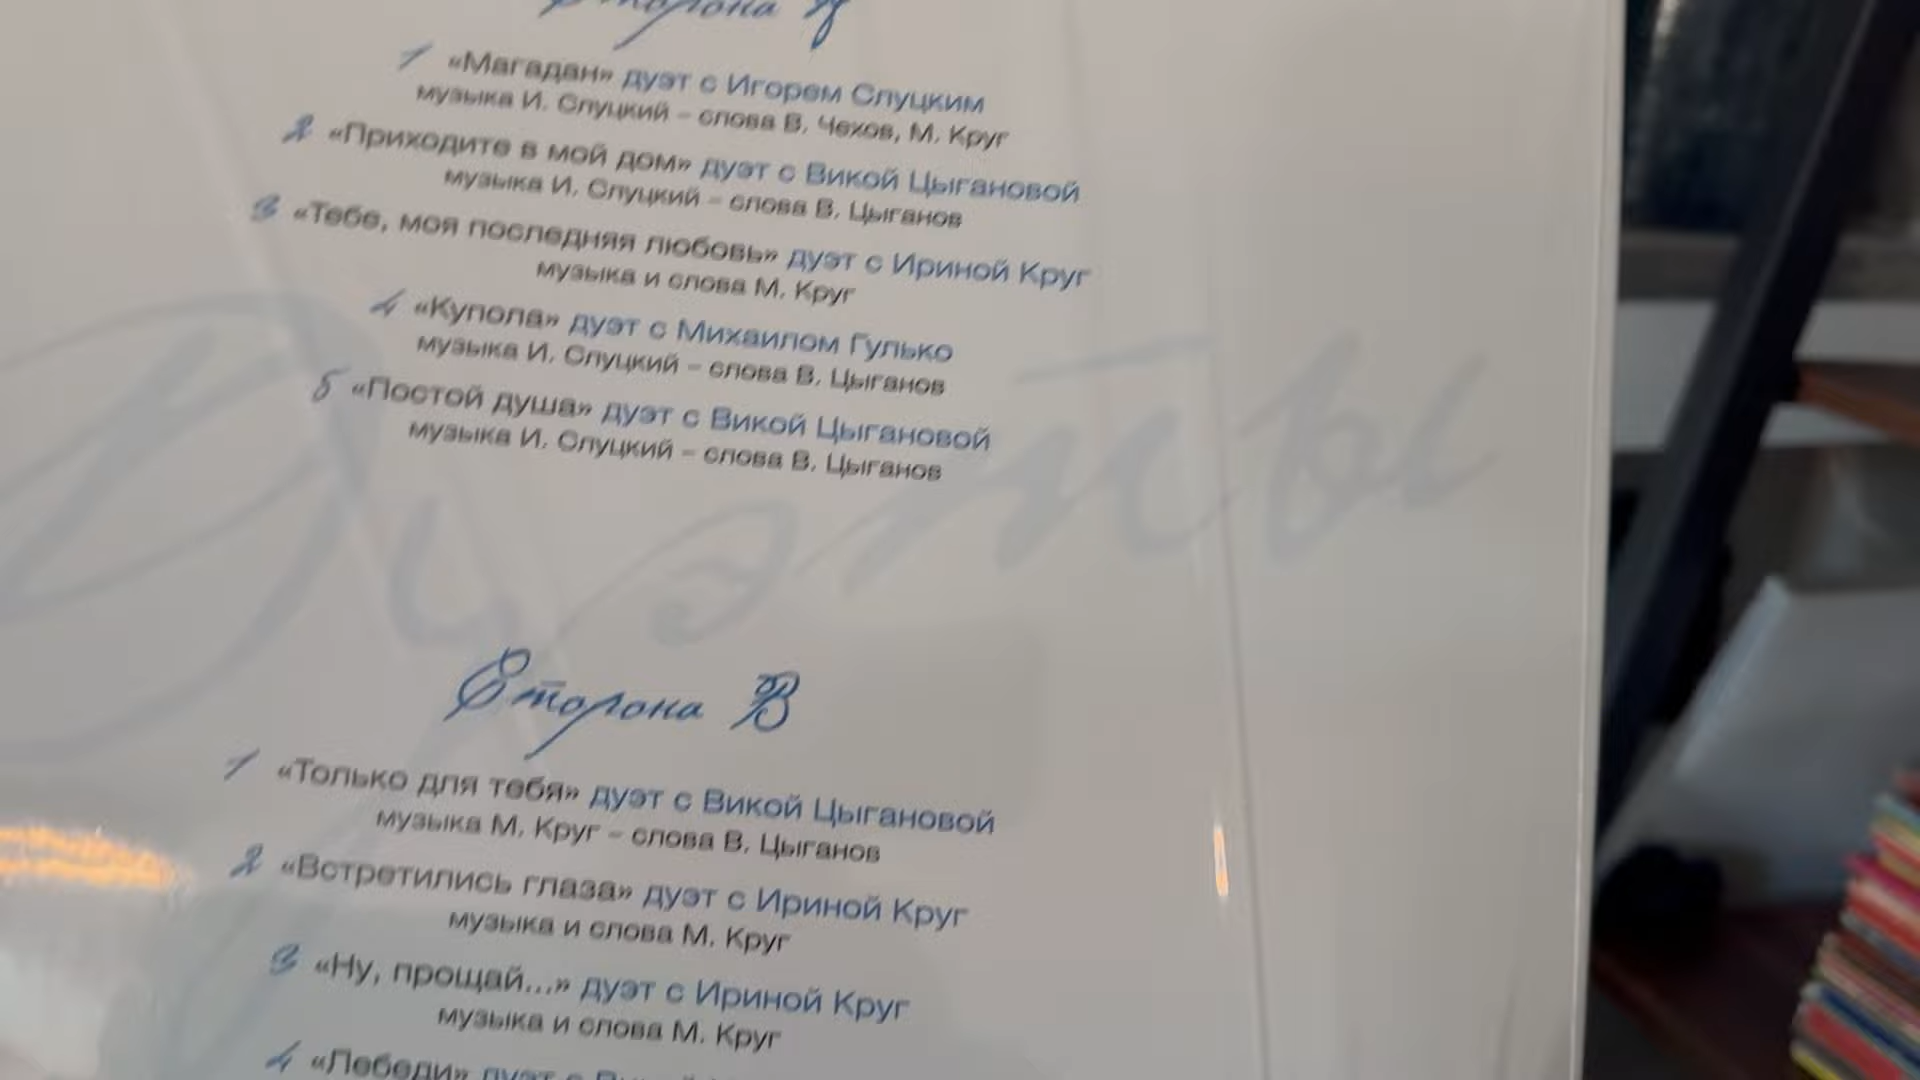 Сторона А
1 «Магадан» дуэт с Игорем Слуцким
музыка И. Слуцкий – слова В. Чехов, М. Круг
2 «Приходите в мой дом» дуэт с Викой Цыгановой
музыка И. Слуцкий – слова В. Цыганов
3 «Тебе, моя последняя любовь» дуэт с Ириной Круг
музыка и слова М. Круг
4 «Купола» дуэт с Михаилом Гулько
музыка И. Слуцкий – слова В. Цыганов
5 «Постой душа» дуэт с Викой Цыгановой
музыка И. Слуцкий – слова В. Цыганов
Дуэты
Сторона В
1 «Только для тебя» дуэт с Викой Цыгановой
музыка М. Круг – слова В. Цыганов
2 «Встретились глаза» дуэт с Ириной Круг
музыка и слова М. Круг
3 «Ну, прощай...» дуэт с Ириной Круг
музыка и слова М. Круг
4 «Лебеди» дуэт с